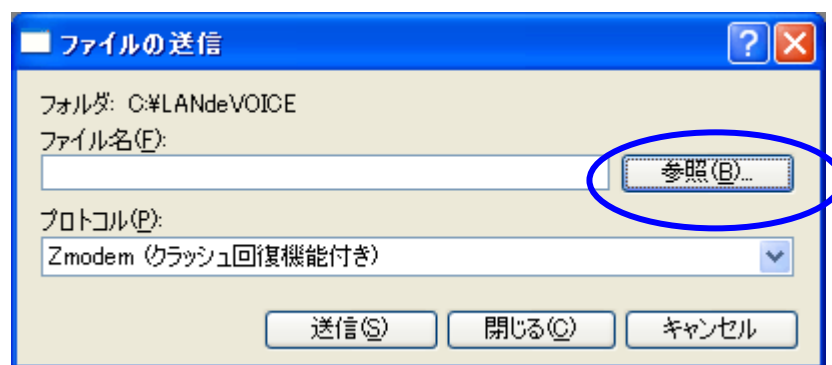 ファイルの送信
フォルダ: C:¥LANdeVOICE
ファイル名(F):
参照(B)...
プロトコル(P):
Zmodem (クラッシュ回復機能付き)
送信(S) 閉じる(C) キャンセル